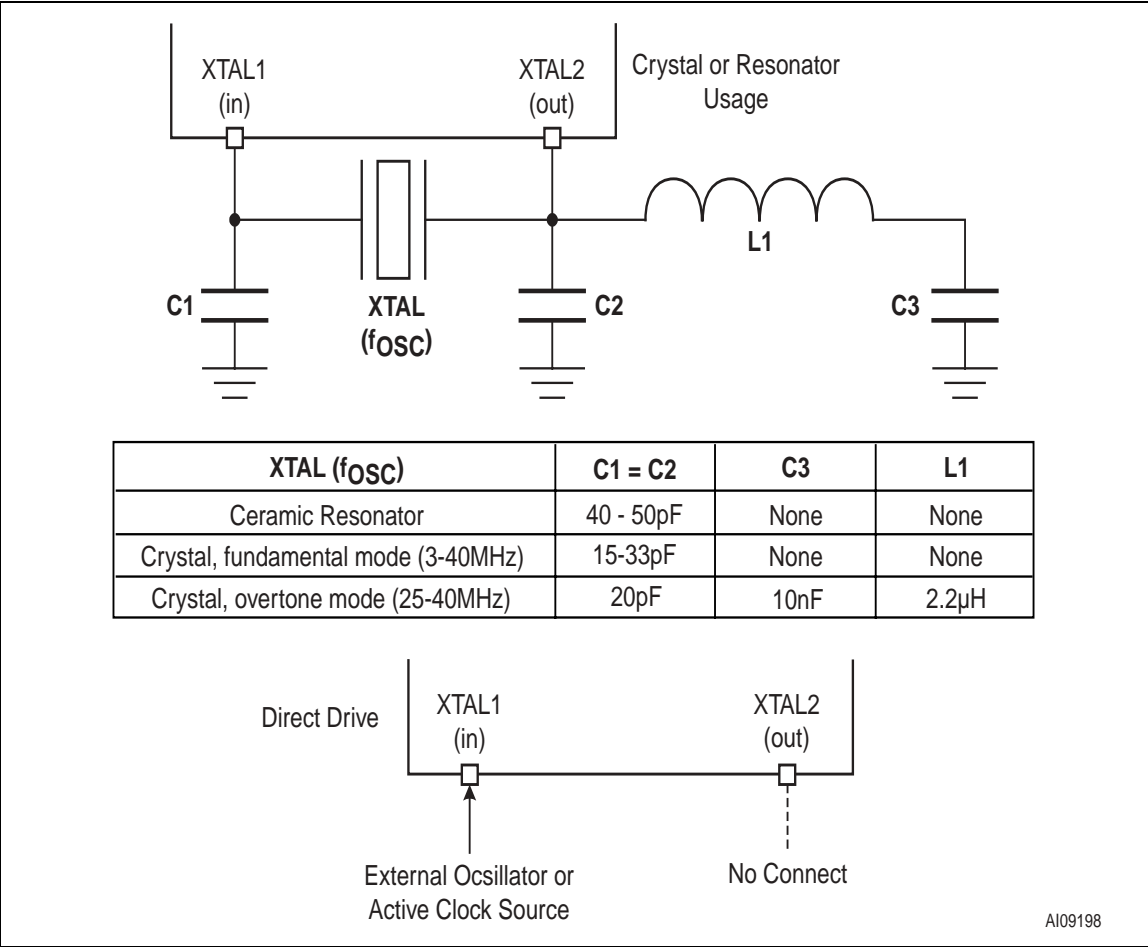 XTAL1
(in)
XTAL2
(out)
Crystal or Resonator
Usage
L1
C1
XTAL
(fOSC)
C2
C3
XTAL (fOSC) C1 = C2 C3 L1
Ceramic Resonator 40 - 50pF None None
Crystal, fundamental mode (3-40MHz) 15-33pF None None
Crystal, overtone mode (25-40MHz) 20pF 10nF 2.2µH
Direct Drive
XTAL1
(in)
XTAL2
(out)
External Ocsillator or
Active Clock Source
No Connect
AI09198